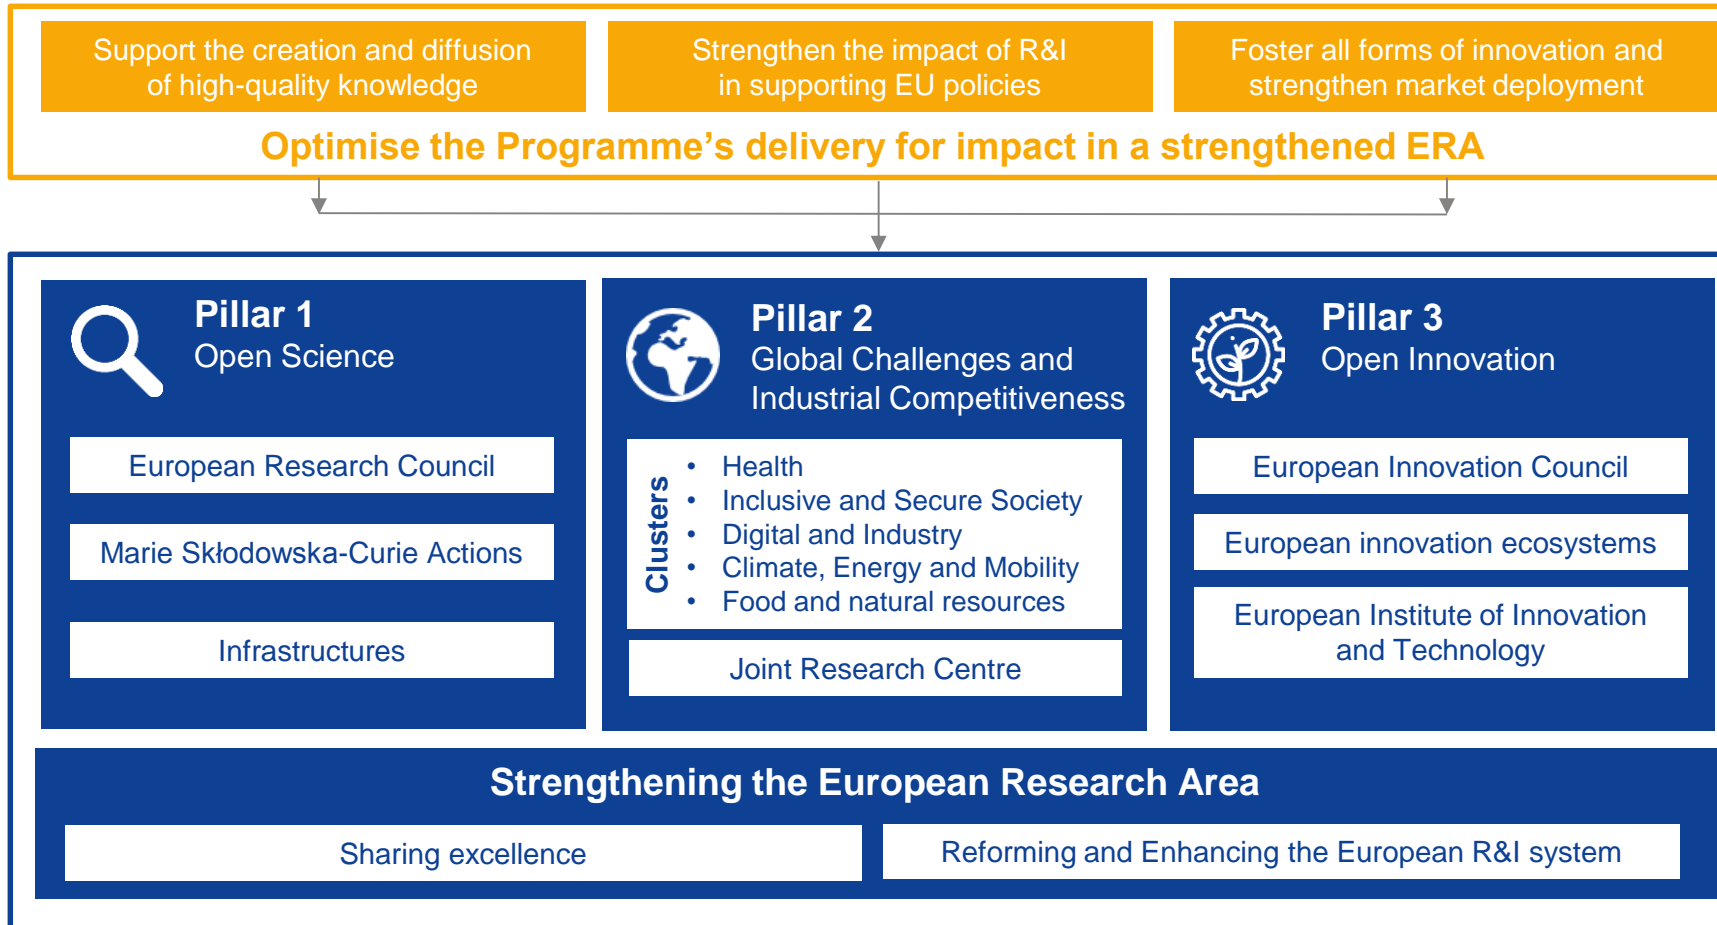 Support the creation and diffusion
of high-quality knowledge
Strengthen the impact of R&I
in supporting EU policies
Foster all forms of innovation and
strengthen market deployment
Optimise the Programme’s delivery for impact in a strengthened ERA
Pillar 1
Open Science
European Research Council
Marie Skłodowska-Curie Actions
Infrastructures
Pillar 2
Global Challenges and
Industrial Competitiveness
Clusters
• Health
• Inclusive and Secure Society
• Digital and Industry
• Climate, Energy and Mobility
• Food and natural resources
Joint Research Centre
Pillar 3
Open Innovation
European Innovation Council
European innovation ecosystems
European Institute of Innovation
and Technology
Strengthening the European Research Area
Sharing excellence
Reforming and Enhancing the European R&I system